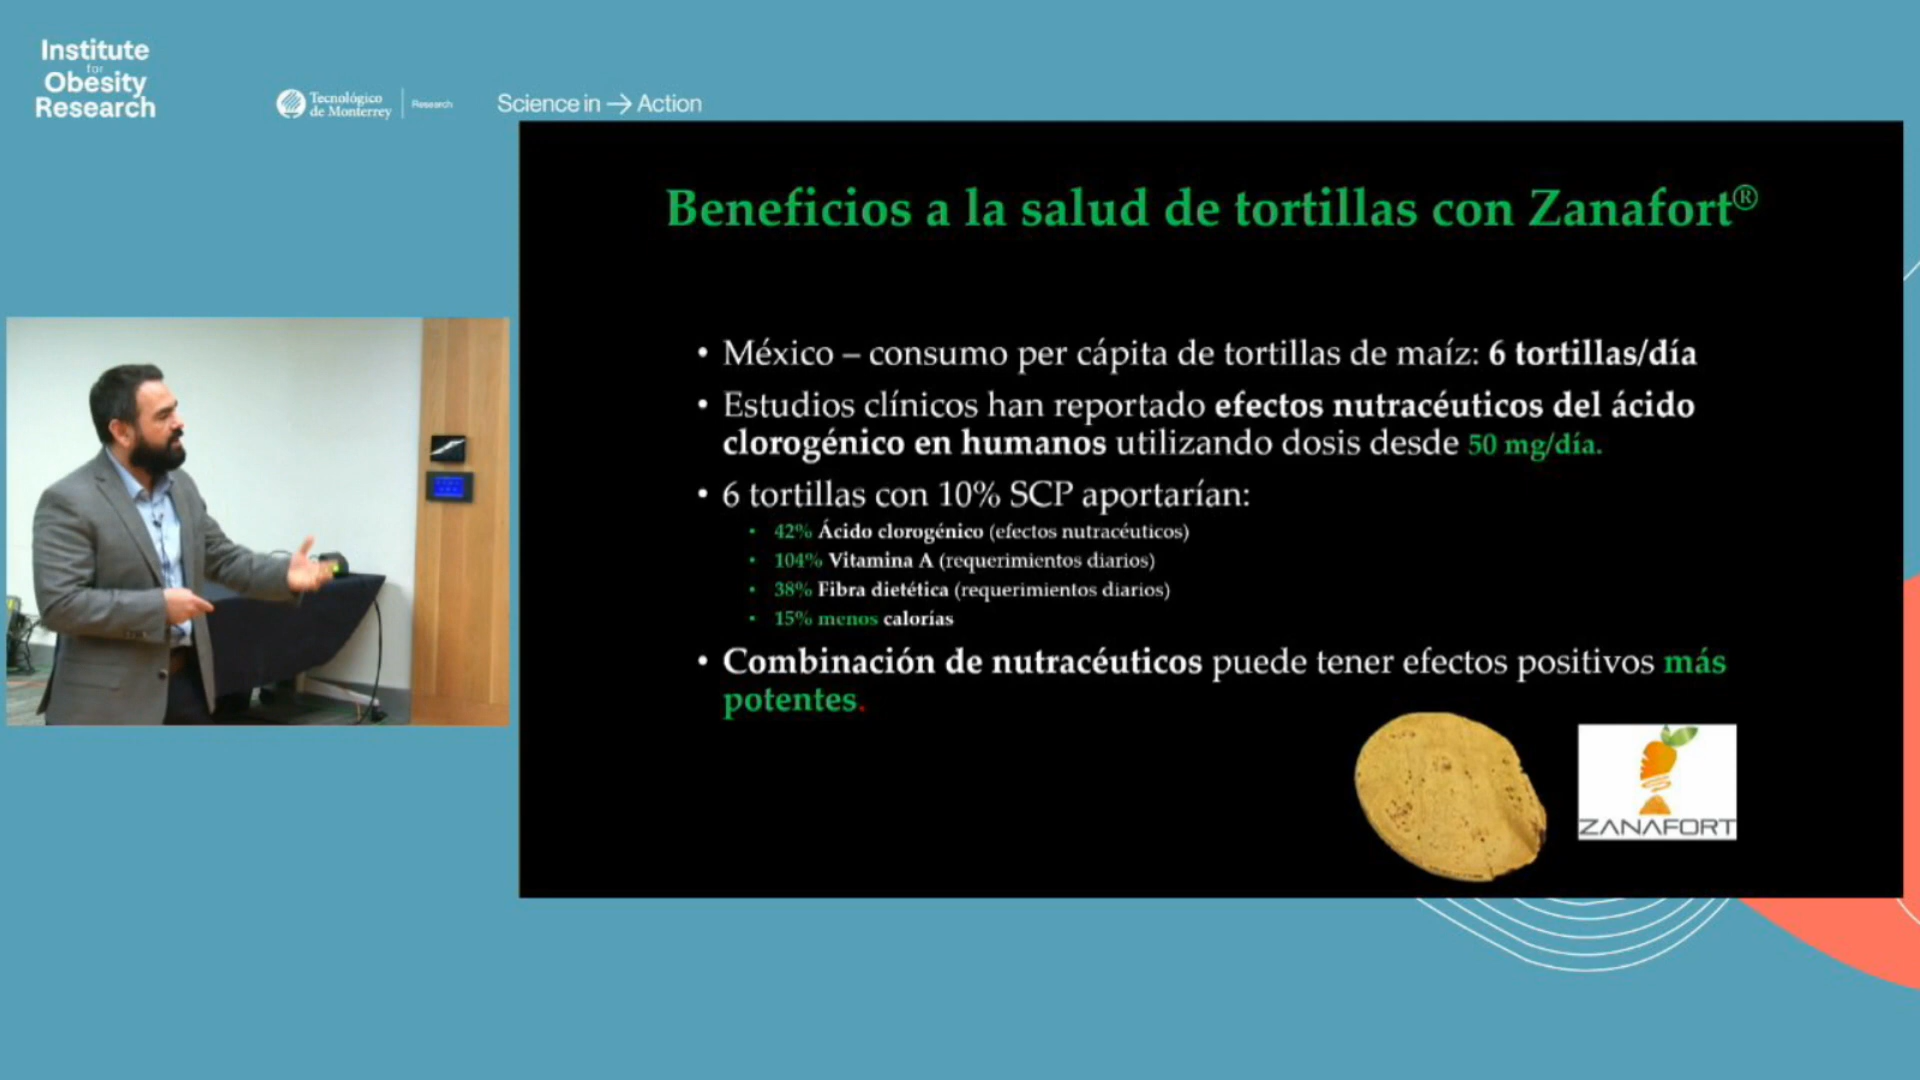 Institute
for
Obesity
Research
Tecnológico
de Monterrey
Research
Science in → Action
Beneficios a la salud de tortillas con Zanafort®
• México – consumo per cápita de tortillas de maíz: 6 tortillas/día
• Estudios clínicos han reportado efectos nutracéuticos del ácido
clorogénico en humanos utilizando dosis desde 50 mg/día.
• 6 tortillas con 10% SCP aportarían:
• 42% Ácido clorogénico (efectos nutracéuticos)
• 104% Vitamina A (requerimientos diarios)
• 38% Fibra dietética (requerimientos diarios)
• 15% menos calorías
• Combinación de nutracéuticos puede tener efectos positivos más
potentes.
ZANAFORT